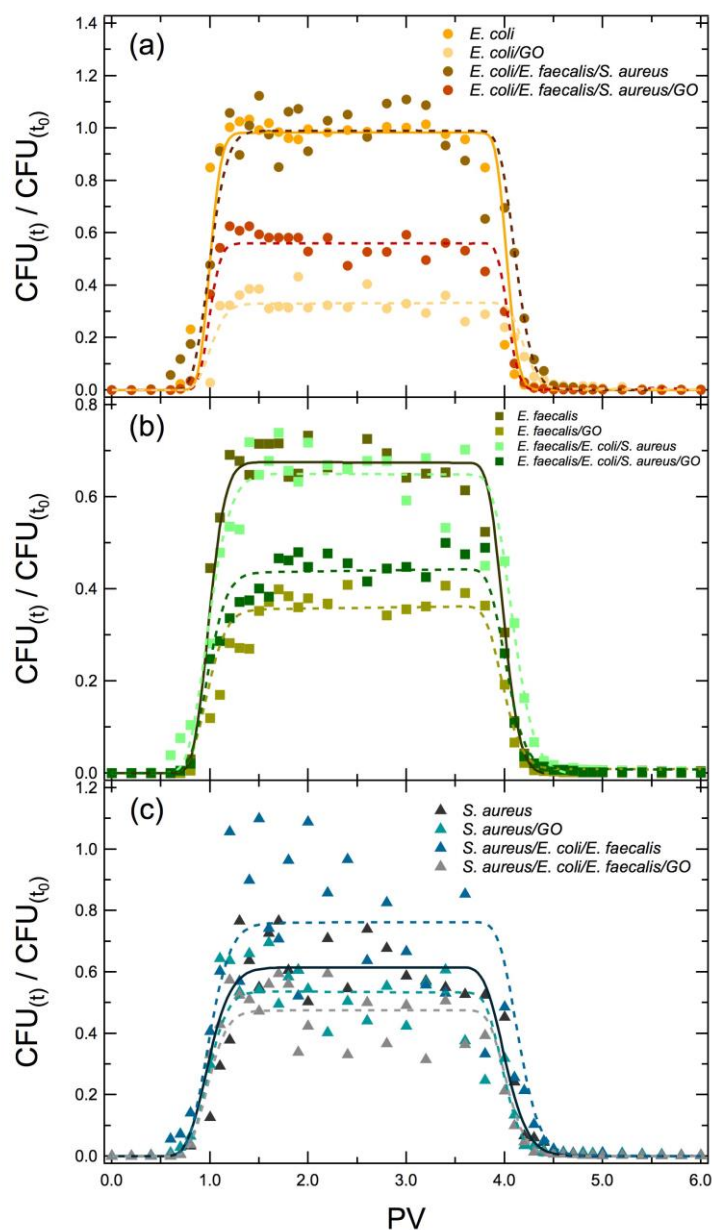 (a)
1.4
1.2
1.0
0.8
0.6
0.4
0.2
0.0
CFU(t) / CFU(t0)
E. coli
E. coli/GO
E. coli/E. faecalis/S. aureus
E. coli/E. faecalis/S. aureus/GO
(b)
0.8
0.6
0.4
0.2
0.0
CFU(t) / CFU(t0)
E. faecalis
E. faecalis/GO
E. faecalis/E. coli/S. aureus
E. faecalis/E. coli/S. aureus/GO
(c)
1.2
1.0
0.8
0.6
0.4
0.2
0.0
CFU(t) / CFU(t0)
S. aureus
S. aureus/GO
S. aureus/E. coli/E. faecalis
S. aureus/E. coli/E. faecalis/GO
0.0 1.0 2.0 3.0 4.0 5.0 6.0
PV